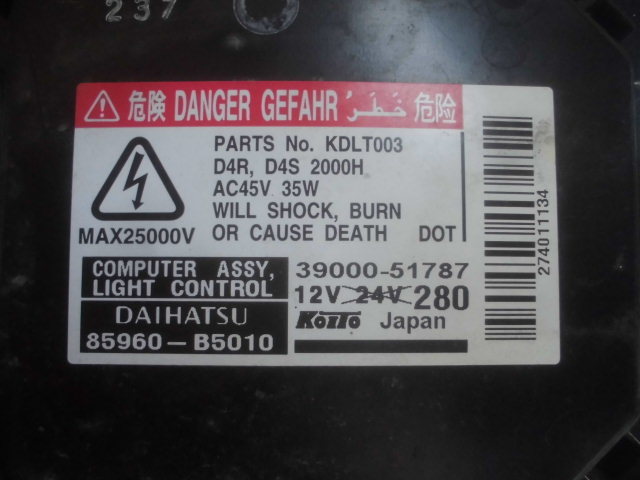 237
危険 DANGER GEFAHR خَطَرٌ 危险
PARTS No. KDLT003
D4R, D4S 2000H
AC45V 35W
WILL SHOCK, BURN
OR CAUSE DEATH DOT
MAX25000V
274011134
COMPUTER ASSY,
LIGHT CONTROL
DAIHATSU
85960-B5010
39000-51787
12V 24V 280
KOITO Japan